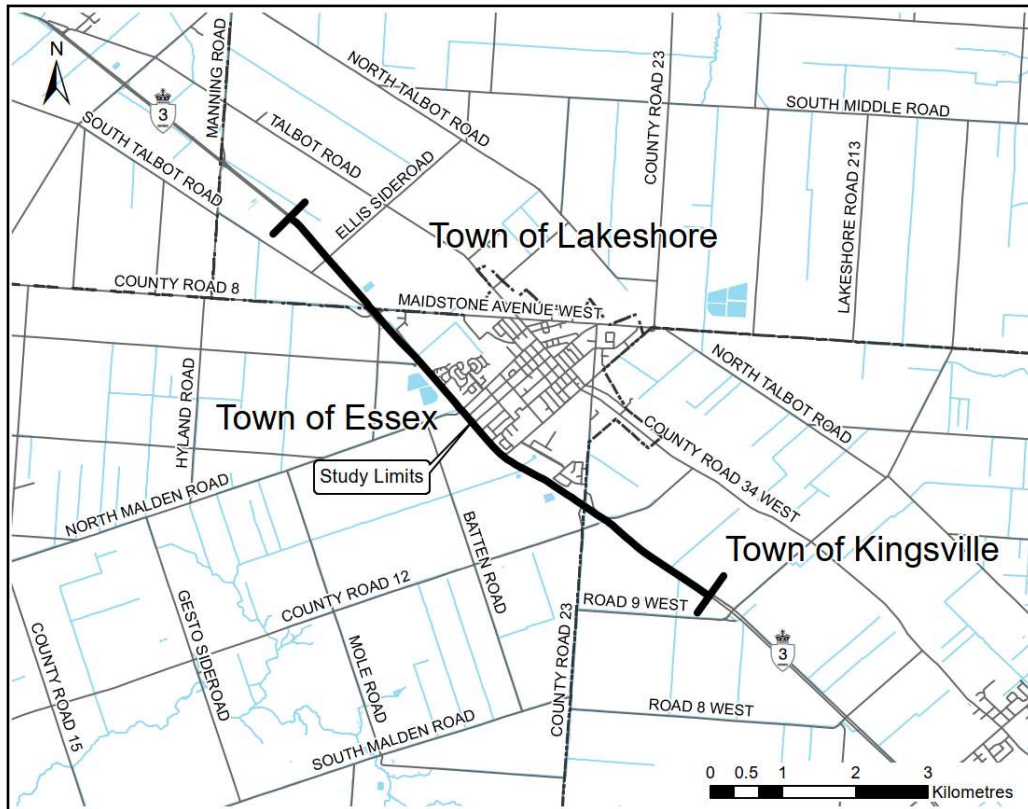 N
3
MANNING ROAD
NORTH TALBOT ROAD
COUNTY ROAD 23
SOUTH MIDDLE ROAD
SOUTH TALBOT ROAD
TALBOT ROAD
ELLIS SIDEROAD
LAKESHORE ROAD 213
Town of Lakeshore
COUNTY ROAD 8
MAIDSTONE AVENUE WEST
HYLAND ROAD
Town of Essex
NORTH TALBOT ROAD
Study Limits
COUNTY ROAD 34 WEST
NORTH MALDEN ROAD
BATTEN ROAD
Town of Kingsville
COUNTY ROAD 12
ROAD 9 WEST
GESTO SIDEROAD
COUNTY ROAD 15
MOLE ROAD
COUNTY ROAD 23
3
ROAD 8 WEST
SOUTH MALDEN ROAD
0 0.5 1 2 3
Kilometres